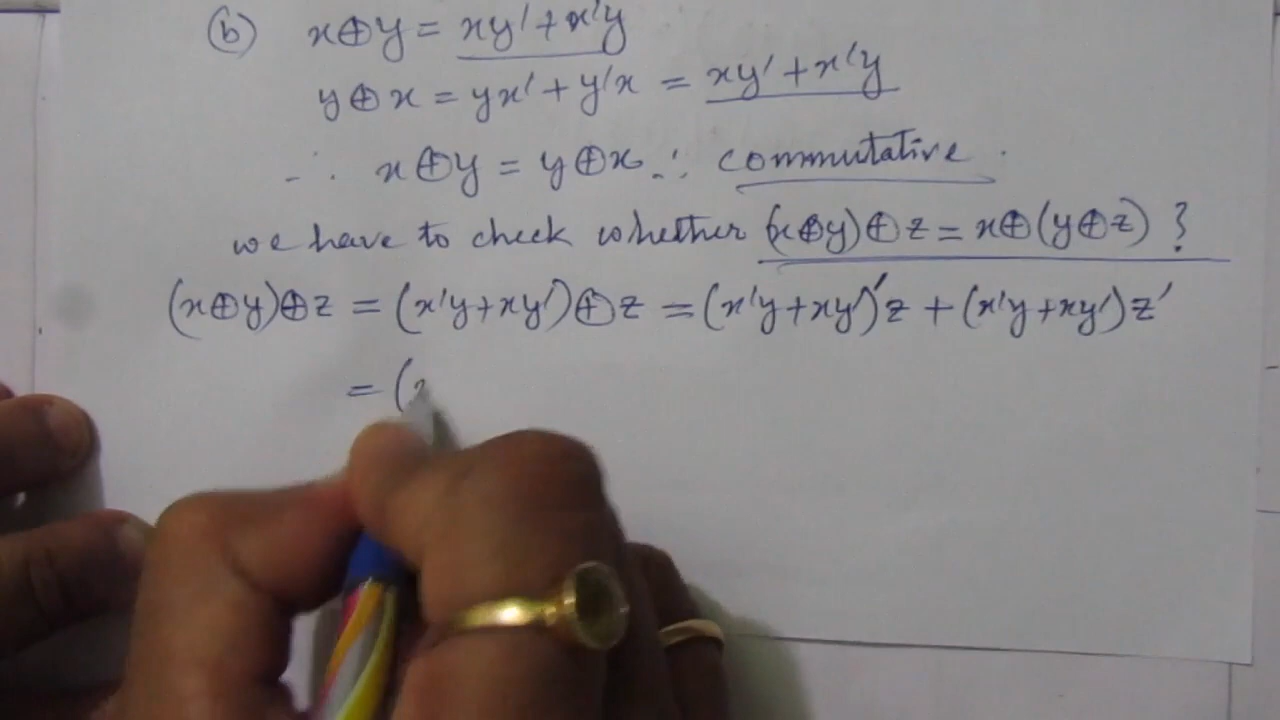 (b) x⊕y = xy' + x'y
y⊕x = yx' + y'x = xy' + x'y
∴ x⊕y = y⊕x ∴ commutative.
we have to check whether (x⊕y)⊕z = x⊕(y⊕z) ?
(x⊕y)⊕z = (x'y + xy')⊕z = (x'y + xy')'z + (x'y + xy')z'
= (